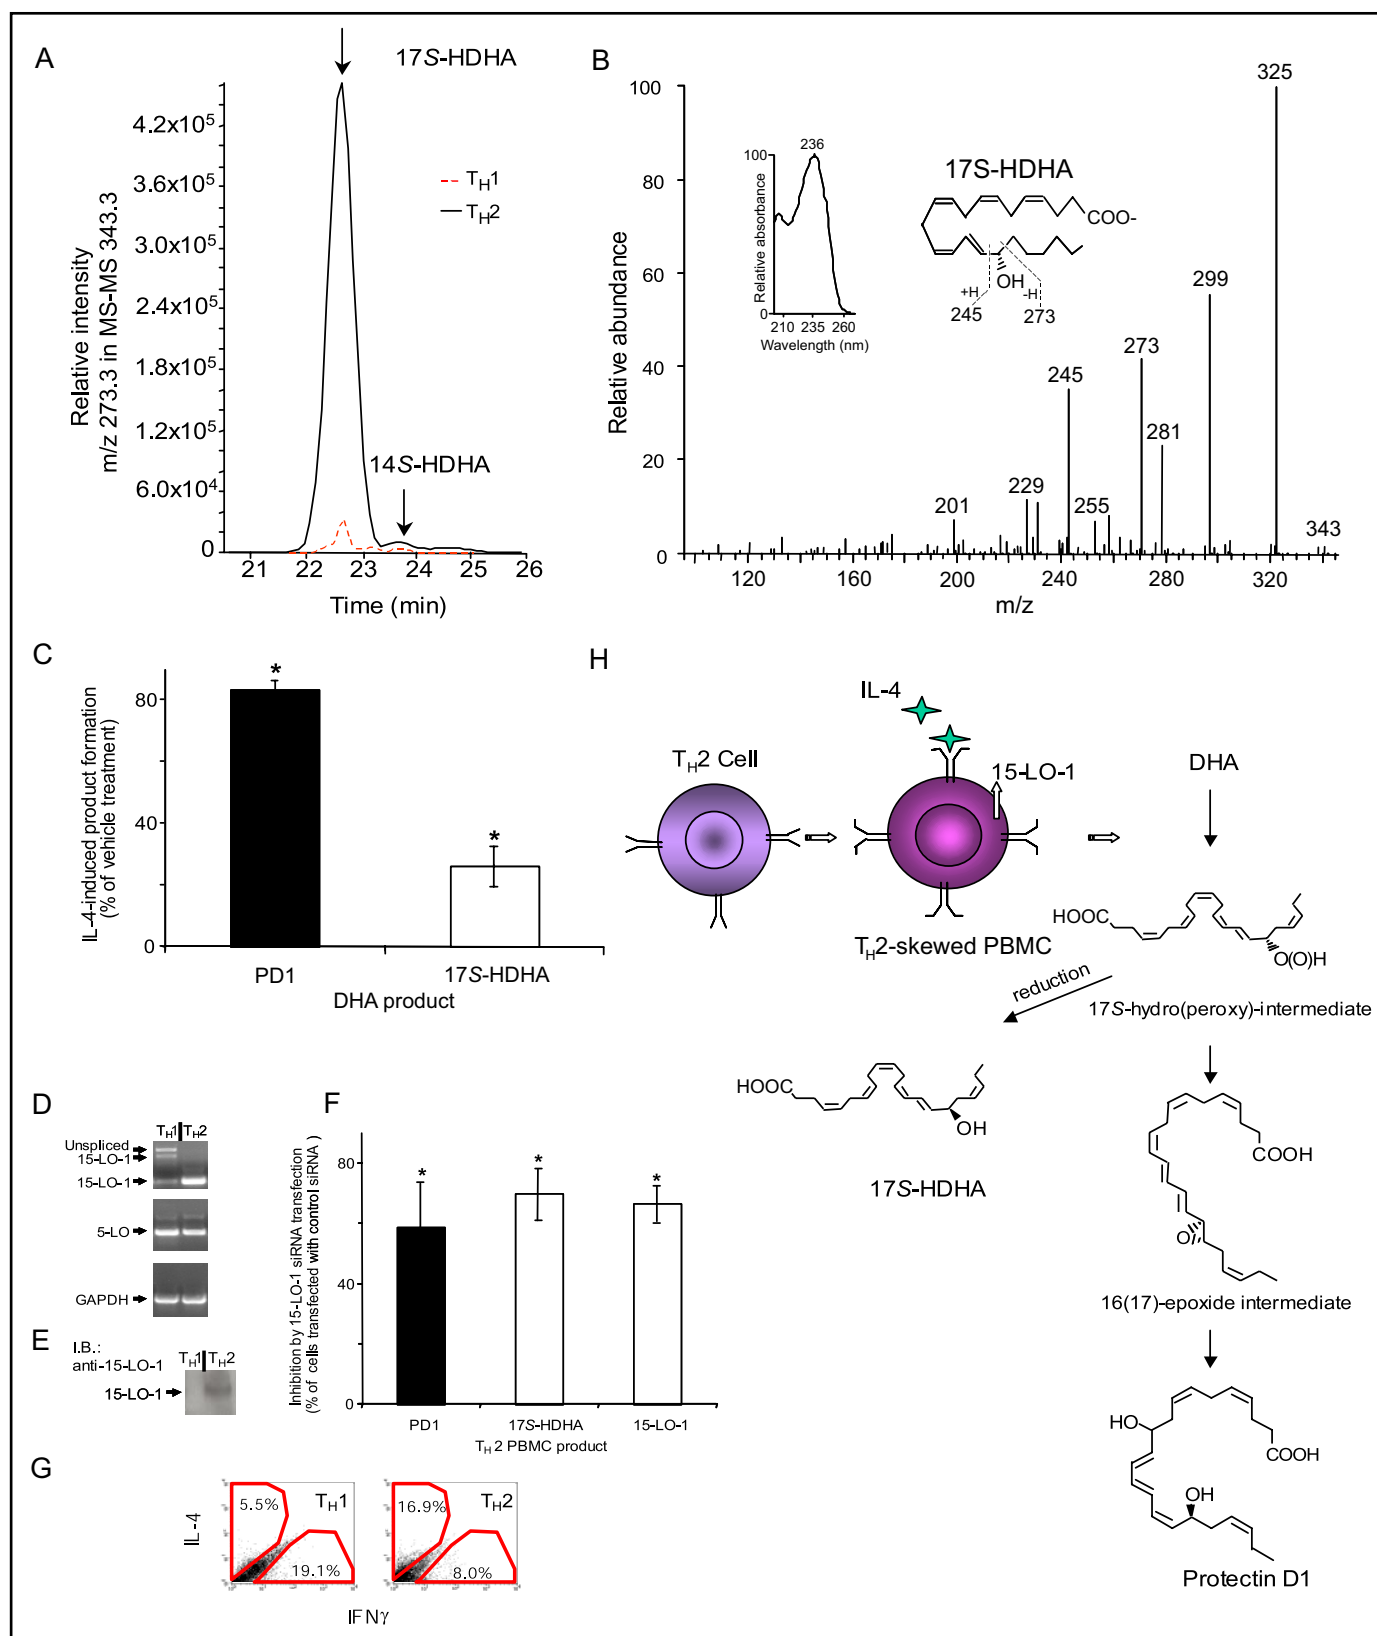 A
17S-HDHA
Relative intensity
m/z 273.3 in MS-MS 343.3
4.2x10⁵
3.6x10⁵
3.0x10⁵
2.4x10⁵
1.8x10⁵
1.2x10⁵
6.0x10⁴
0
TH1
TH2
14S-HDHA
21 22 23 24 25 26
Time (min)
B
Relative abundance
100
80
60
40
20
0
325
299
273
245
281
229
201
255
343
120 160 200 240 280 320
m/z
236
100
0
Relative absorbance
210 235 260
Wavelength (nm)
17S-HDHA
COO-
OH
+H
-H
245
273
C
IL-4-induced product formation
(% of vehicle treatment)
80
40
0
*
*
PD1 17S-HDHA
DHA product
D
TH1 TH2
Unspliced
15-LO-1
15-LO-1
5-LO
GAPDH
E
I.B.:
anti-15-LO-1
TH1 TH2
15-LO-1
F
Inhibition by 15-LO-1 siRNA transfection
(% of cells transfected with control siRNA)
80
40
0
*
*
*
PD1 17S-HDHA 15-LO-1
TH2 PBMC product
G
IL-4
5.5% TH1
19.1%
16.9% TH2
8.0%
IFNγ
H
IL-4
TH2 Cell
15-LO-1
TH2-skewed PBMC
DHA
HOOC
O(O)H
17S-hydro(peroxy)-intermediate
reduction
HOOC
OH
17S-HDHA
COOH
O
16(17)-epoxide intermediate
HO
COOH
OH
Protectin D1